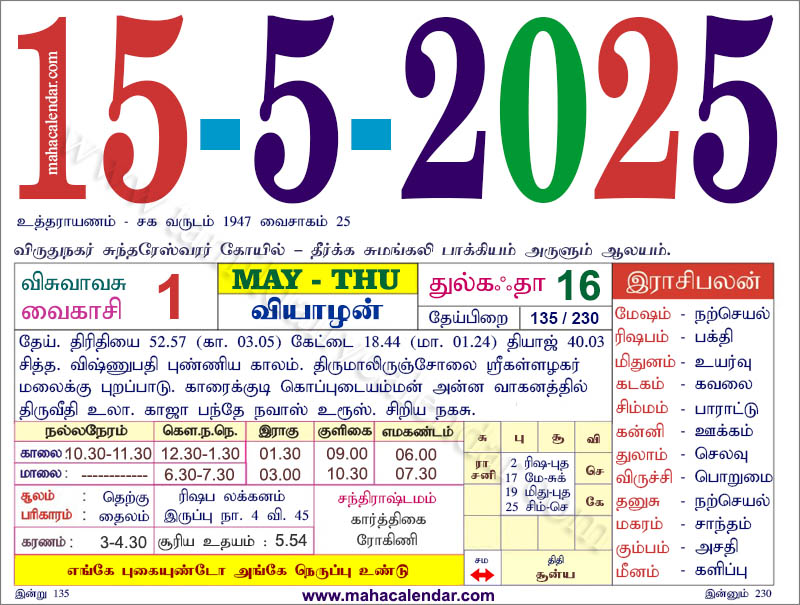 15-5-2025
mahacalendar.com
உத்தராயணம் - சக வருடம் 1947 வைசாகம் 25
விருதுநகர் சுந்தரேஸ்வரர் கோயில் – தீர்க்க சுமங்கலி பாக்கியம் அருளும் ஆலயம்.
விசுவாவசு
வைகாசி 1
MAY - THU
வியாழன்
துல்கஃதா 16
தேய்பிறை 135 / 230
தேய். திரிதியை 52.57 (கா. 03.05) கேட்டை 18.44 (மா. 01.24) தியாஜ் 40.03
சித்த. விஷ்ணுபதி புண்ணிய காலம். திருமாலிருஞ்சோலை ஸ்ரீகள்ளழகர்
மலைக்கு புறப்பாடு. காரைக்குடி கொப்புடையம்மன் அன்ன வாகனத்தில்
திருவீதி உலா. காஜா பந்தே நவாஸ் உரூஸ். சிறிய நகசு.
இராசிபலன்
மேஷம் - நற்செயல்
ரிஷபம் - பக்தி
மிதுனம் - உயர்வு
கடகம் - கவலை
சிம்மம் - பாராட்டு
கன்னி - ஊக்கம்
துலாம் - செலவு
விருச்சி - பொறுமை
தனுசு - நற்செயல்
மகரம் - சாந்தம்
கும்பம் - அசதி
மீனம் - களிப்பு
நல்லநேரம் கௌ.ந.நெ. இராகு குளிகை எமகண்டம்
காலை: 10.30-11.30 12.30-1.30 01.30 09.00 06.00
மாலை: ------------ 6.30-7.30 03.00 10.30 07.30
சூலம் : தெற்கு
பரிகாரம் : தைலம்
ரிஷப லக்கனம்
இருப்பு நா. 4 வி. 45
கரணம் : 3-4.30 சூரிய உதயம் : 5.54
சந்திராஷ்டமம்
கார்த்திகை
ரோகிணி
சு பு சூ வி
ரா
சனி
2 ரிஷ-புத
17 மே-சுக்
19 மிது-புத
25 சிம்-செ
செ
கே
எங்கே புகையுண்டோ அங்கே நெருப்பு உண்டு
சம
திதி
சூன்ய
இன்று 135
www.mahacalendar.com
இன்னும் 230